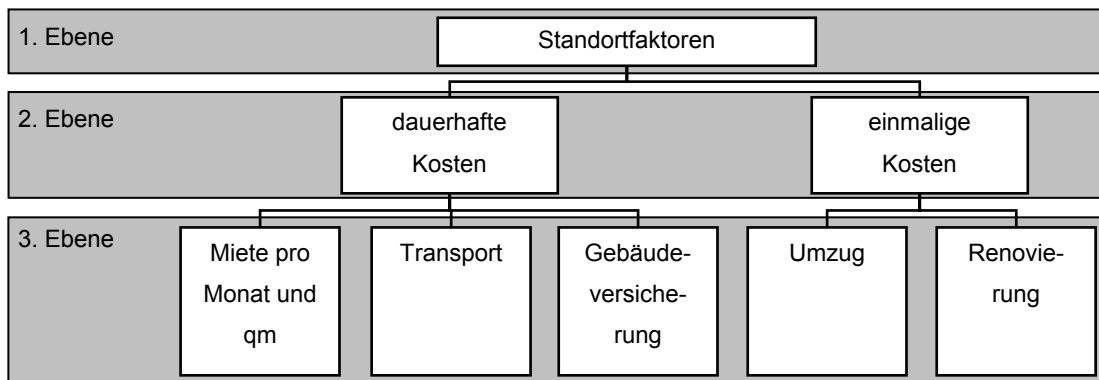 1. Ebene
Standortfaktoren
2. Ebene
dauerhafte
Kosten
einmalige
Kosten
3. Ebene
Miete pro
Monat und
qm
Transport
Gebäude-
versiche-
rung
Umzug
Renovie-
rung